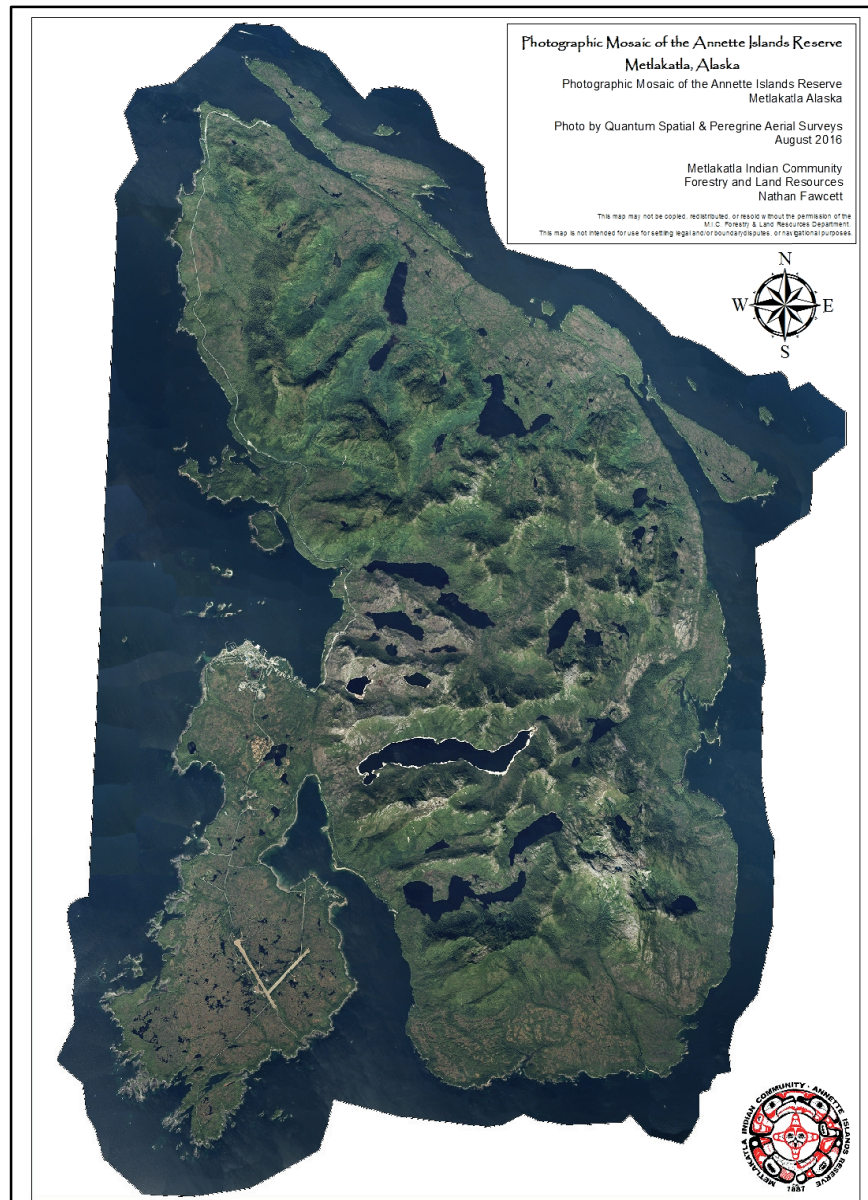 Photographic Mosaic of the Annette Islands Reserve
Metlakatla, Alaska
Photographic Mosaic of the Annette Islands Reserve
Metlakatla Alaska
Photo by Quantum Spatial & Peregrine Aerial Surveys
August 2016
Metlakatla Indian Community
Forestry and Land Resources
Nathan Fawcett
This map may not be copied, redistributed, or resold without the permission of the
M.I.C. Forestry & Land Resources Department.
This map is not intended for use for settling legal and/or boundary disputes, or navigational purposes.
N
W E
S
METLAKATLA INDIAN COMMUNITY · ANNETTE ISLANDS RESERVE
1887